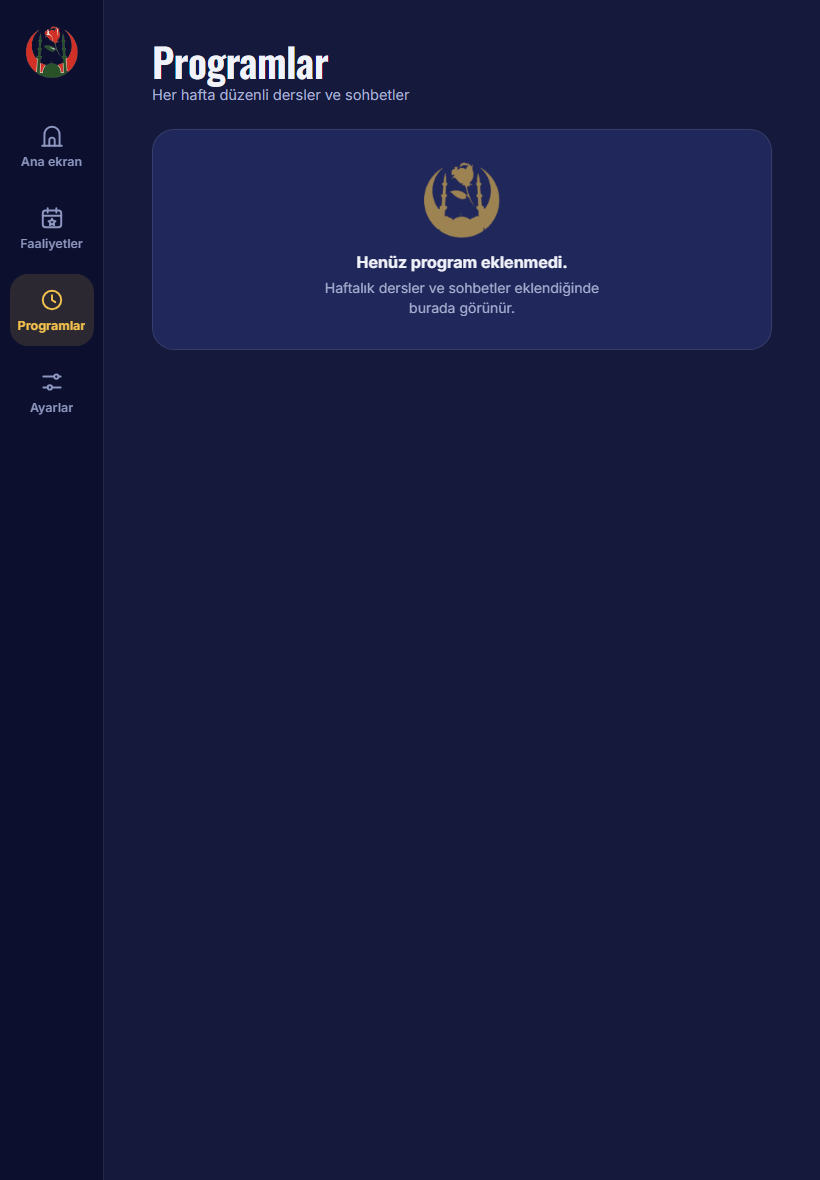 Programlar
Her hafta düzenli dersler ve sohbetler
Ana ekran
Faaliyetler
Programlar
Ayarlar
Henüz program eklenmedi.
Haftalık dersler ve sohbetler eklendiğinde
burada görünür.